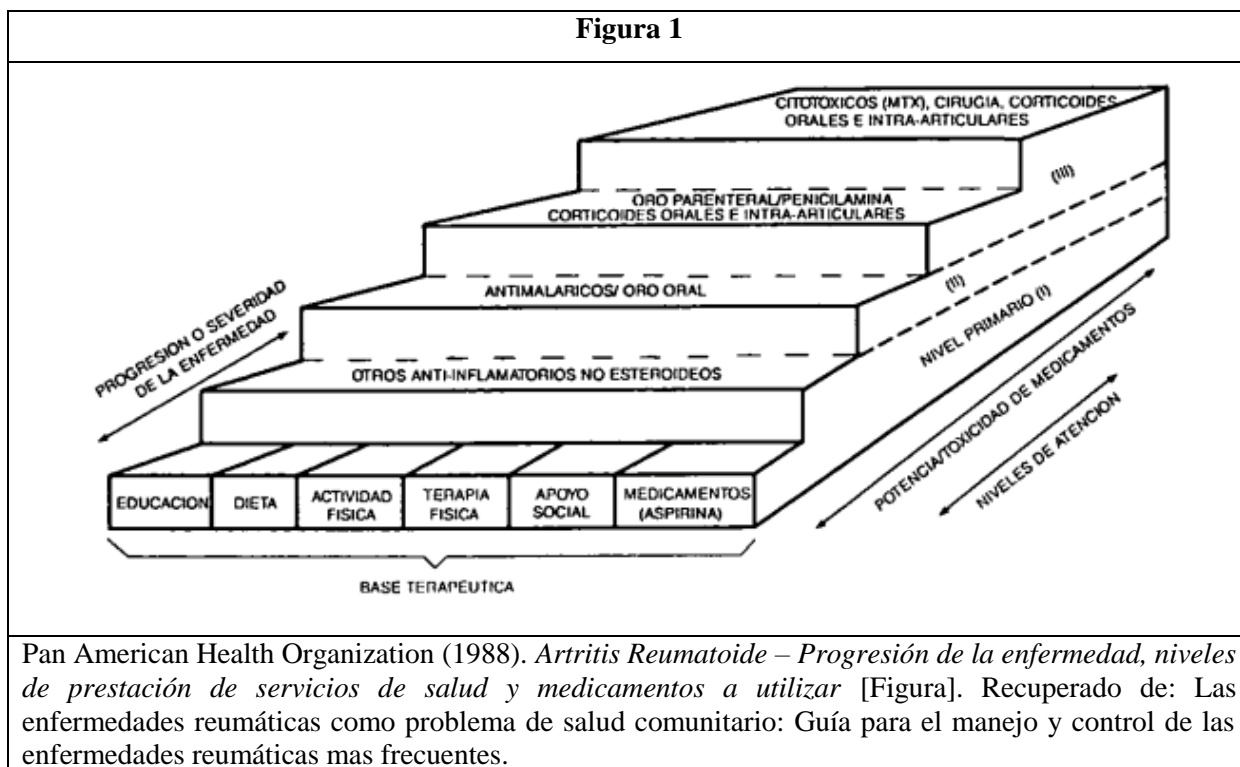 Figura 1
CITOTOXICOS (MTX), CIRUGIA, CORTICOIDES
ORALES E INTRA-ARTICULARES
(III)
ORO PARENTERAL/PENICILAMINA
CORTICOIDES ORALES E INTRA-ARTICULARES
(II)
ANTIMALARICOS/ ORO ORAL
NIVEL PRIMARIO (I)
PROGRESION O SEVERIDAD
DE LA ENFERMEDAD
OTROS ANTI-INFLAMATORIOS NO ESTEROIDEOS
POTENCIA/TOXICIDAD DE MEDICAMENTOS
NIVELES DE ATENCION
EDUCACION
DIETA
ACTIVIDAD
FISICA
TERAPIA
FISICA
APOYO
SOCIAL
MEDICAMENTOS
(ASPIRINA)
BASE TERAPEUTICA
Pan American Health Organization (1988). Artritis Reumatoide – Progresión de la enfermedad, niveles
de prestación de servicios de salud y medicamentos a utilizar [Figura]. Recuperado de: Las
enfermedades reumáticas como problema de salud comunitario: Guía para el manejo y control de las
enfermedades reumáticas mas frecuentes.